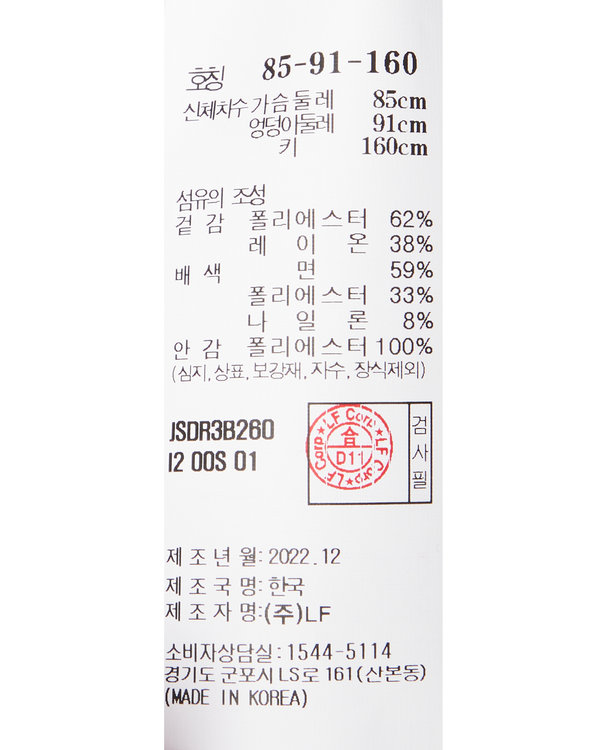 호칭 85-91-160
신체치수 가슴둘레 85cm
엉덩이둘레 91cm
키 160cm
섬유의 조성
겉감 폴리에스터 62%
레이온 38%
배색 면 59%
폴리에스터 33%
나일론 8%
안감 폴리에스터 100%
(심지, 상표, 보강재, 자수, 장식제외)
JSDR3B260
I2 00S 01
LF Corp ★ LF Corp ★ LF Corp ★
合
D11
검사필
제조년월: 2022.12
제조국명: 한국
제조자명: (주)LF
소비자상담실: 1544-5114
경기도 군포시 LS로 161(산본동)
(MADE IN KOREA)